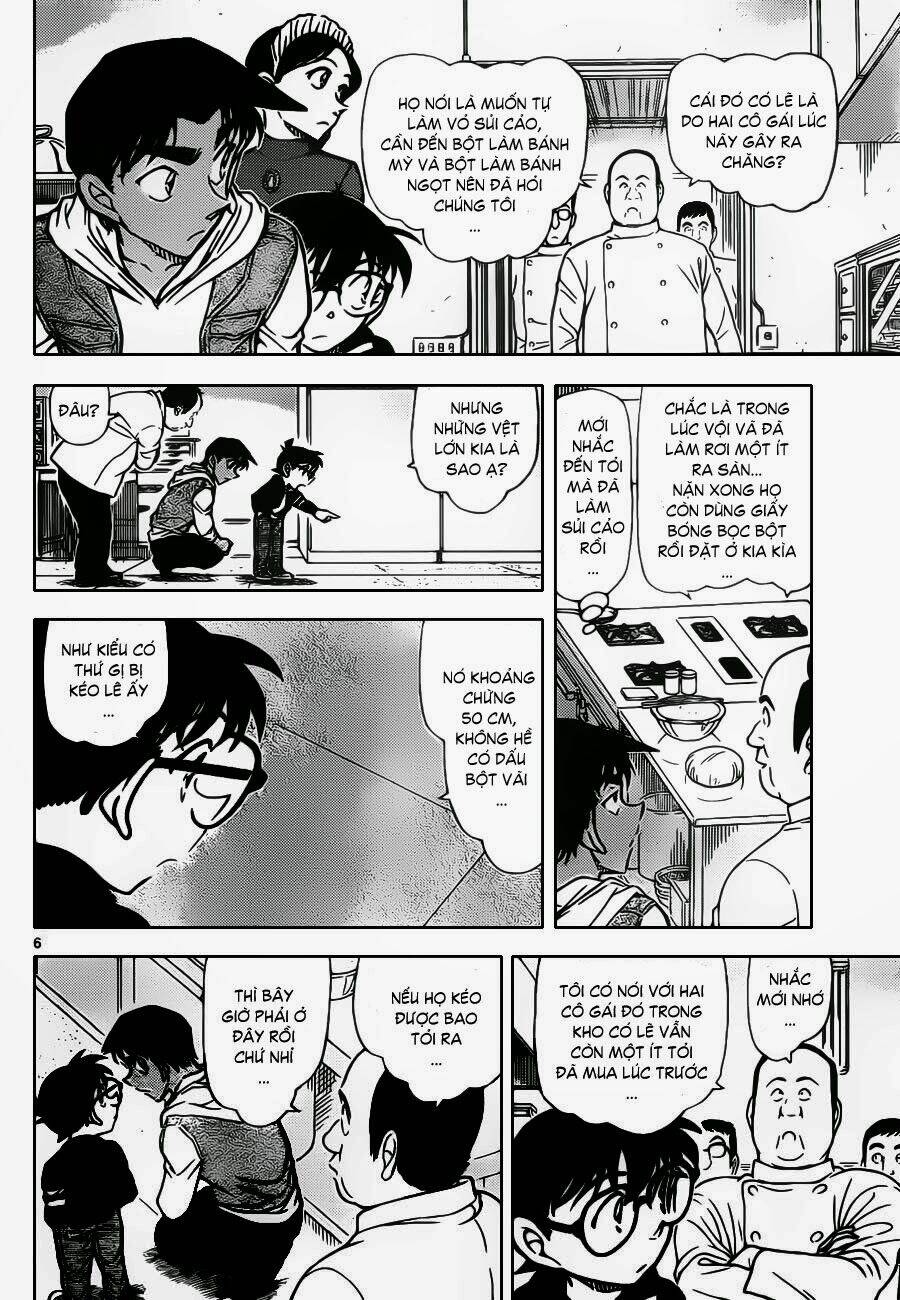 CÁI ĐÓ CÓ LẼ LÀ
DO HAI CÔ GÁI LÚC
NÃY GÂY RA
CHĂNG?
HỌ NÓI LÀ MUỐN TỰ
LÀM VỎ SỦI CẢO,
CẦN ĐẾN BỘT LÀM BÁNH
MỲ VÀ BỘT LÀM BÁNH
NGỌT NÊN ĐÃ HỎI
CHÚNG TÔI
...
CHẮC LÀ TRONG
LÚC VỘI VÃ ĐÃ
LÀM RƠI MỘT ÍT
RA SÀN...
NẶN XONG HỌ
CÒN DÙNG GIẤY
BÓNG BỌC BỘT
RỒI ĐẶT Ở KIA KÌA
...
MỚI
NHẮC
ĐẾN TỎI
MÀ ĐÃ
LÀM
SỦI CẢO
RỒI
...
NHƯNG
NHỮNG VỆT
LỚN KIA LÀ
SAO Ạ?
ĐÂU?
NÓ KHOẢNG
CHỪNG
50 CM,
KHÔNG HỀ
CÓ DẤU
BỘT VÃI
...
NHƯ KIỂU CÓ
THỨ GỊ BỊ
KÉO LÊ ẤY
...
6
NHẮC
MỚI NHỚ
...
TÔI CÓ NÓI VỚI HAI
CÔ GÁI ĐÓ TRONG
KHO CÓ LẼ VẪN
CÒN MỘT ÍT TỎI
ĐÃ MUA LÚC TRƯỚC
...
NẾU HỌ KÉO
ĐƯỢC BAO
TỎI RA
...
THÌ BÂY
GIỜ PHẢI Ở
ĐÂY RỒI
CHỨ NHỈ
...